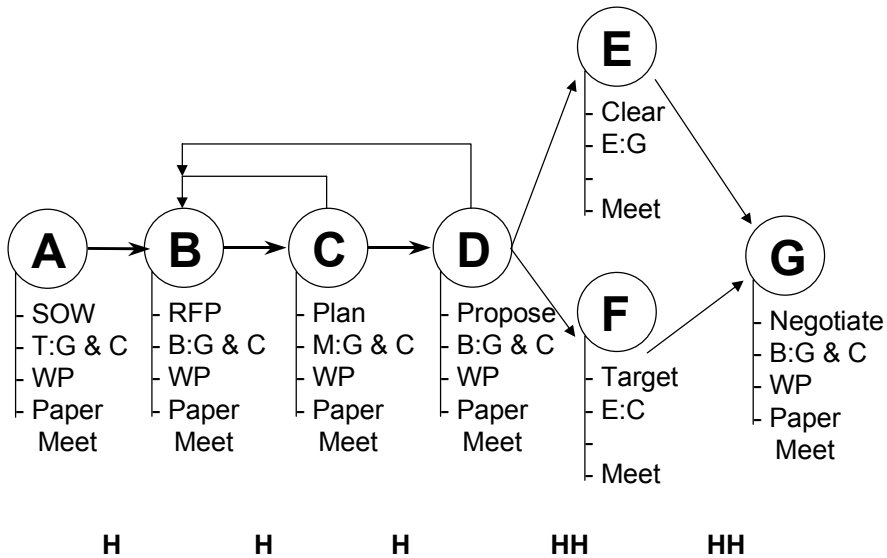 E
- Clear
- E:G
-
- Meet
A
- SOW
- T:G & C
- WP
- Paper
Meet
B
- RFP
- B:G & C
- WP
- Paper
Meet
C
- Plan
- M:G & C
- WP
- Paper
Meet
D
- Propose
- B:G & C
- WP
- Paper
Meet
F
- Target
- E:C
-
- Meet
G
- Negotiate
- B:G & C
- WP
- Paper
Meet
H H H HH HH